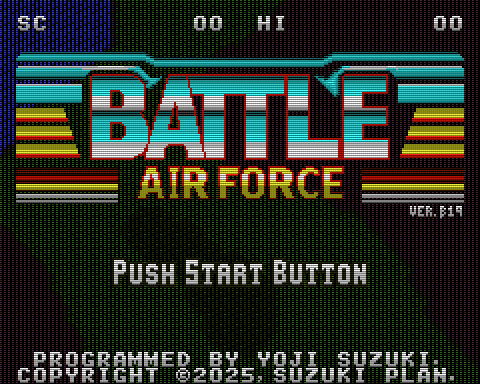 SC 00 HI 00
BATTLE
AIR FORCE
VER.β19
PUSH START BUTTON
PROGRAMMED BY YOJI SUZUKI.
COPYRIGHT ©2025, SUZUKI PLAN.